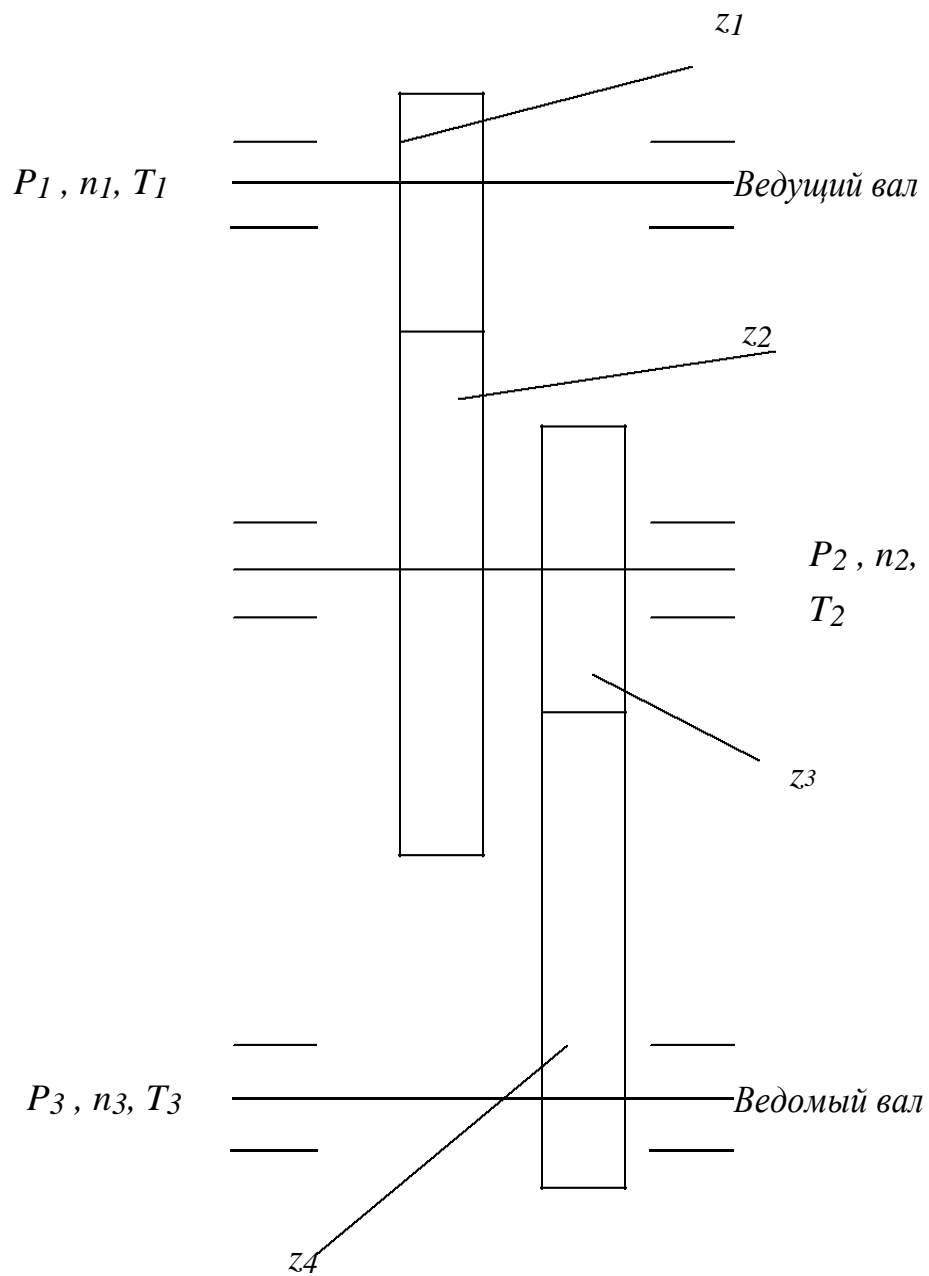 z1
P1 , n1, T1
Ведущий вал
z2
P2 , n2,
T2
z3
P3 , n3, T3
Ведомый вал
z4